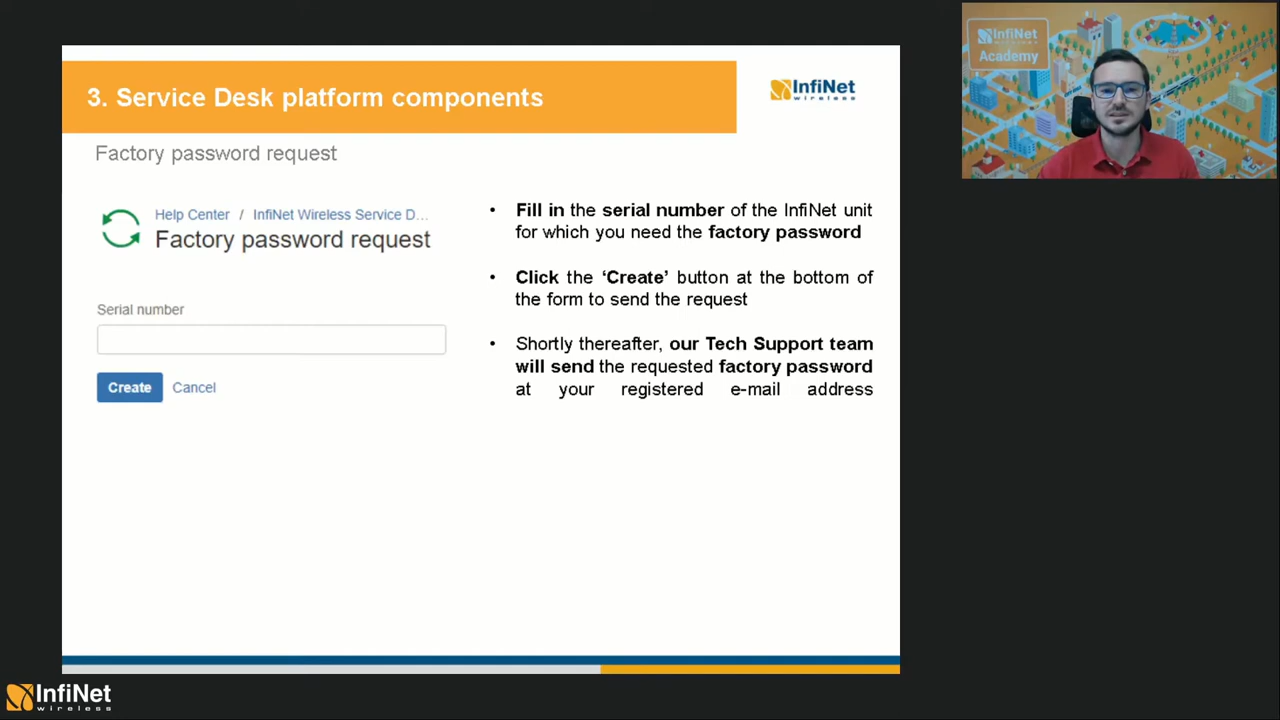 3. Service Desk platform components
InfiNet
wireless
Factory password request
Help Center / InfiNet Wireless Service D...
Factory password request
Serial number
Create Cancel
• Fill in the serial number of the InfiNet unit
for which you need the factory password
• Click the ‘Create’ button at the bottom of
the form to send the request
• Shortly thereafter, our Tech Support team
will send the requested factory password
at your registered e-mail address
InfiNet
wireless
Academy
InfiNet
wireless